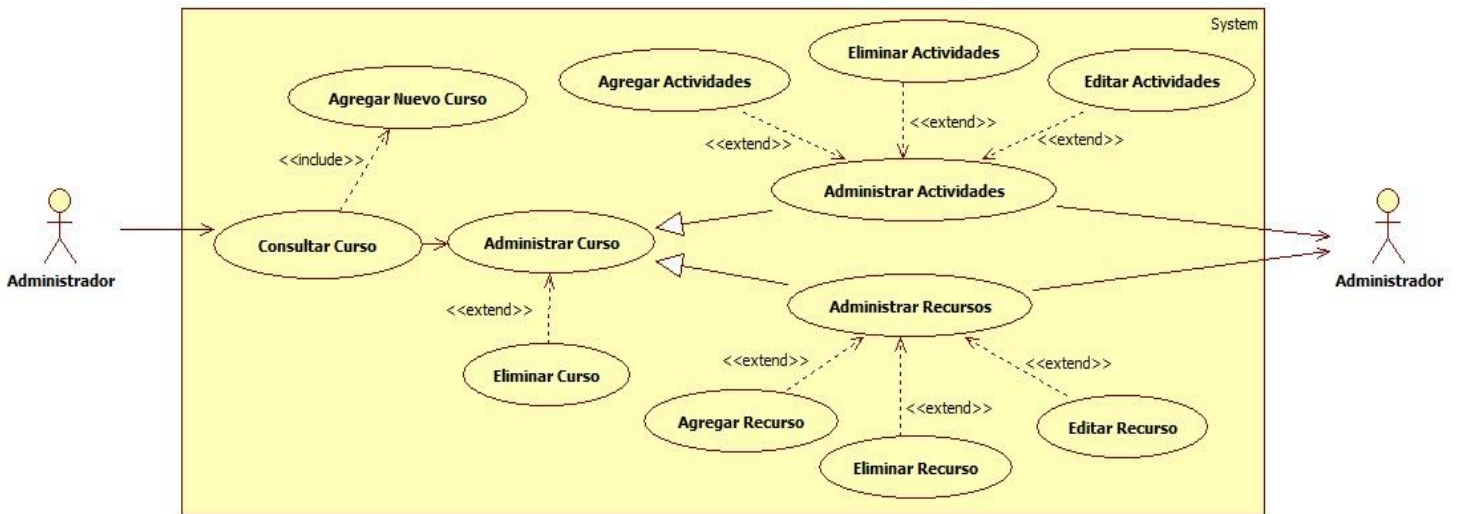 System
Eliminar Actividades
Agregar Actividades
Editar Actividades
Agregar Nuevo Curso
<<extend>>
<<extend>>
<<extend>>
<<include>>
Administrar Actividades
Consultar Curso
Administrar Curso
Administrador
Administrador
Administrar Recursos
<<extend>>
<<extend>>
<<extend>>
Eliminar Curso
<<extend>>
Agregar Recurso
Editar Recurso
Eliminar Recurso